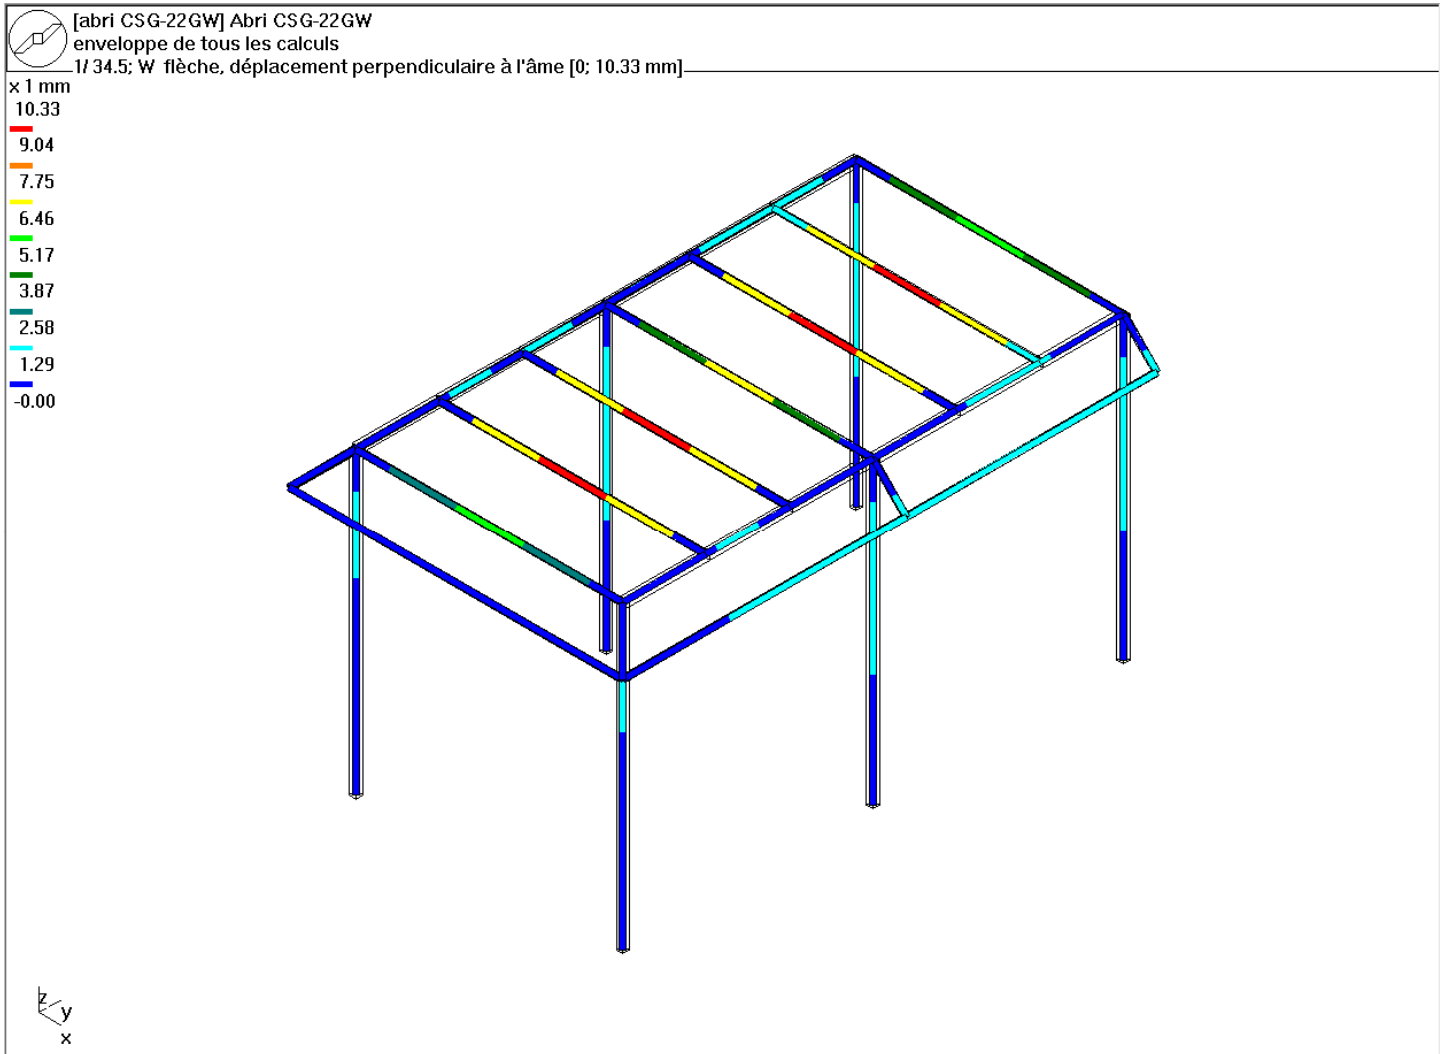 [abri CSG-22GW] Abri CSG-22GW
enveloppe de tous les calculs
1/ 34.5; W flèche, déplacement perpendiculaire à l'âme [0; 10.33 mm]
x 1 mm
10.33
9.04
7.75
6.46
5.17
3.87
2.58
1.29
-0.00
z
y
x